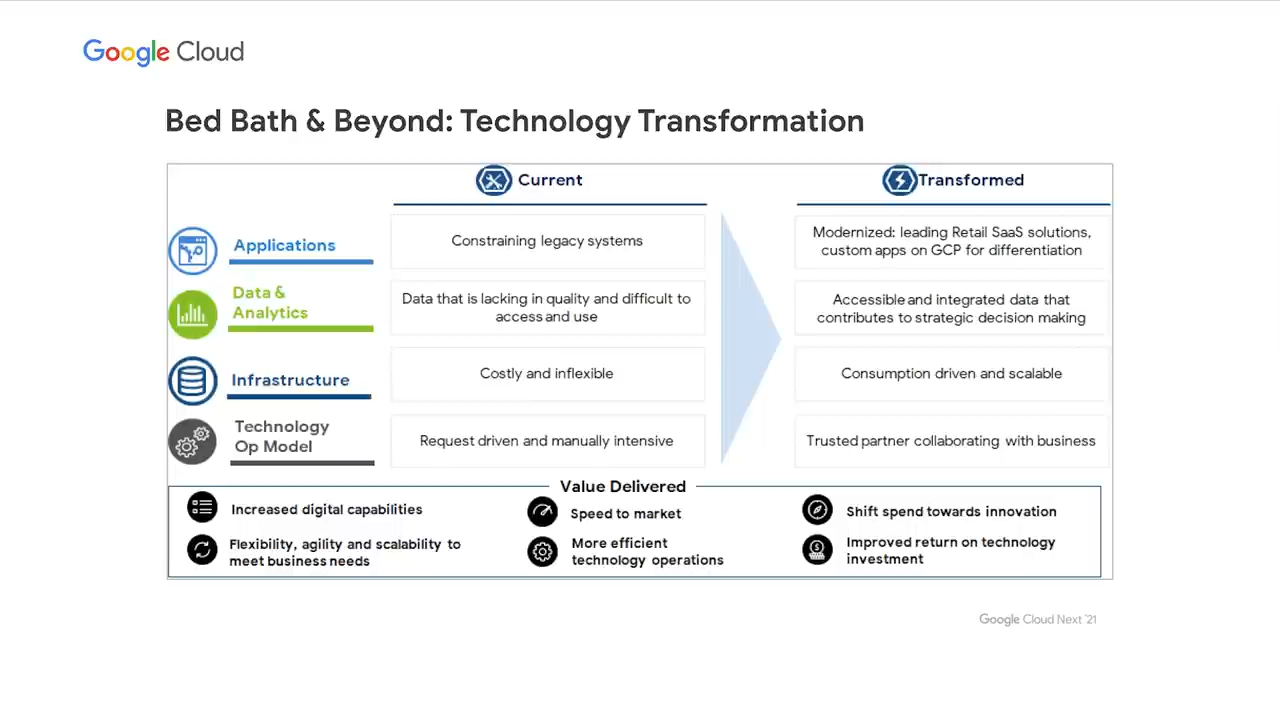 Google Cloud
Bed Bath & Beyond: Technology Transformation
Current
Transformed
Applications
Constraining legacy systems
Modernized: leading Retail SaaS solutions,
custom apps on GCP for differentiation
Data &
Analytics
Data that is lacking in quality and difficult to
access and use
Accessible and integrated data that
contributes to strategic decision making
Infrastructure
Costly and inflexible
Consumption driven and scalable
Technology
Op Model
Request driven and manually intensive
Trusted partner collaborating with business
Value Delivered
Increased digital capabilities
Speed to market
Shift spend towards innovation
Flexibility, agility and scalability to
meet business needs
More efficient
technology operations
Improved return on technology
investment
Google Cloud Next '21